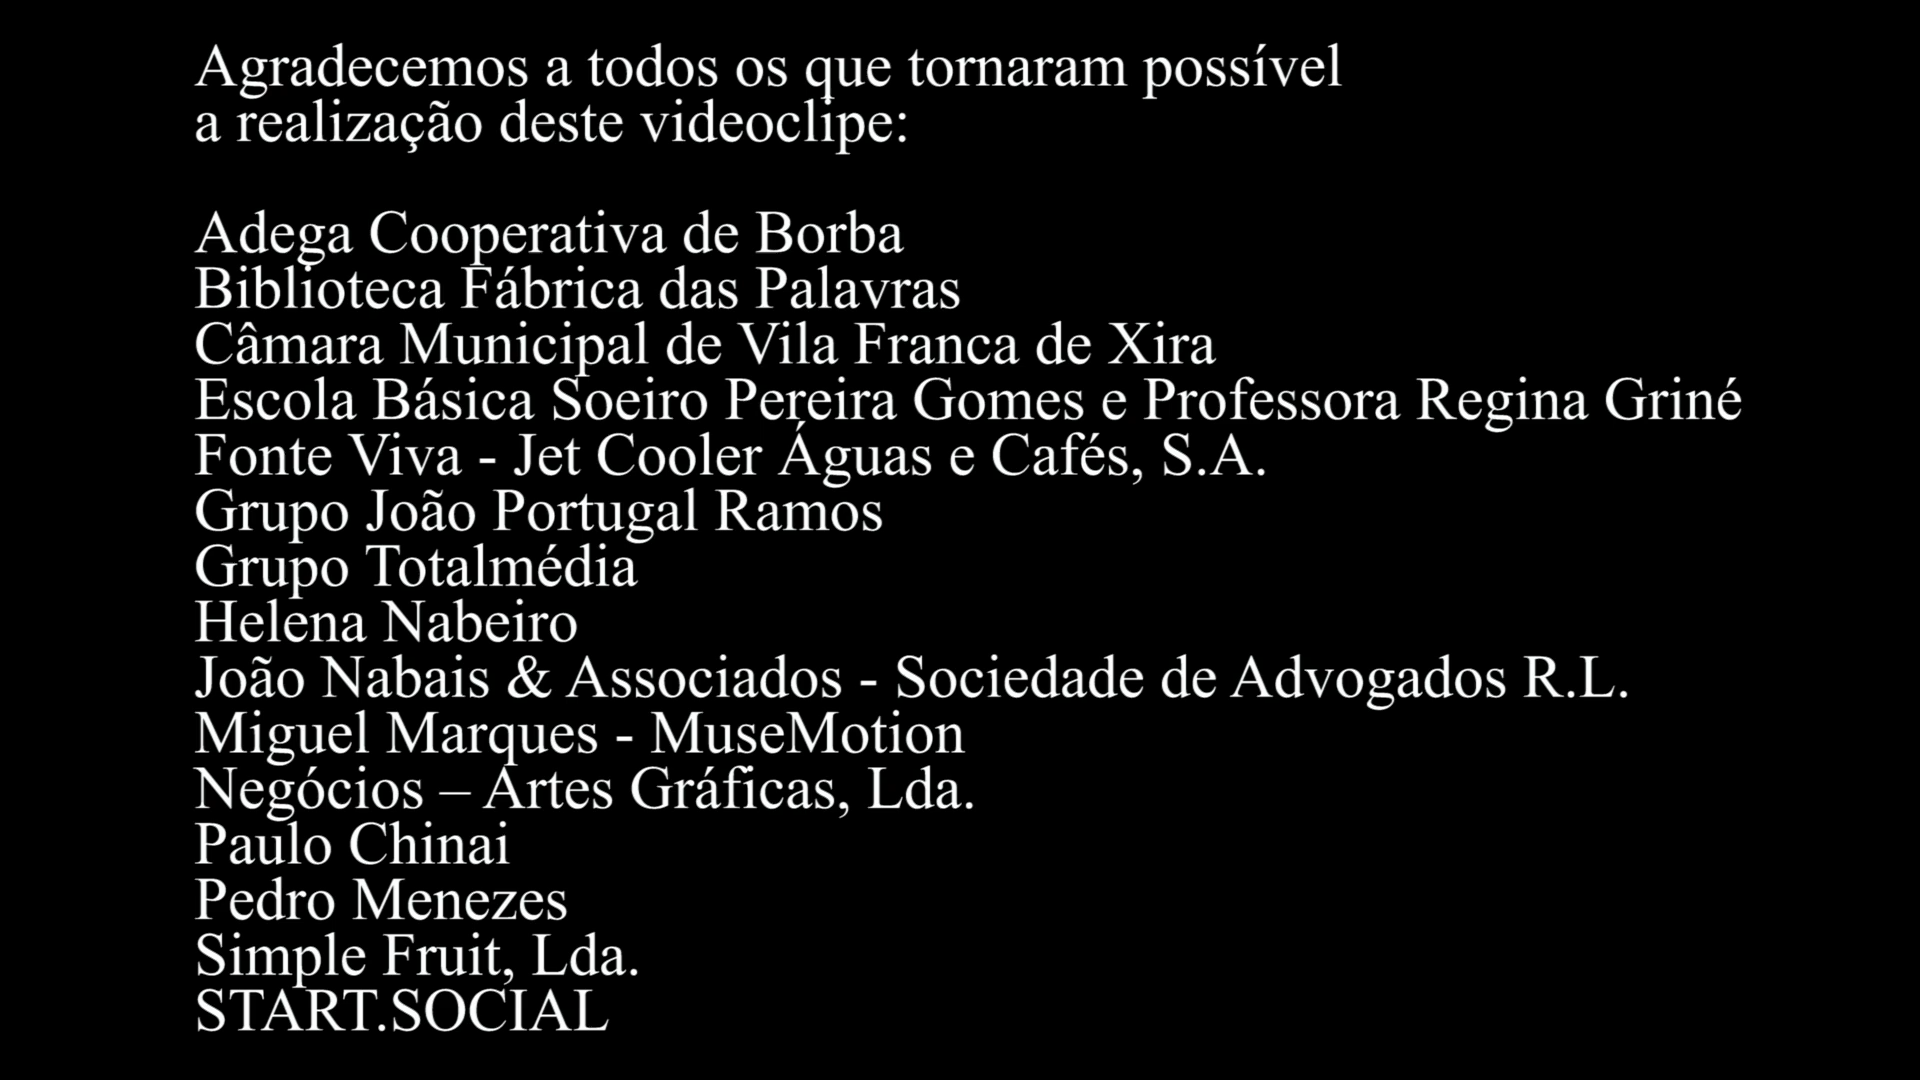 Agradecemos a todos os que tornaram possível
a realização deste videoclipe:
Adega Cooperativa de Borba
Biblioteca Fábrica das Palavras
Câmara Municipal de Vila Franca de Xira
Escola Básica Soeiro Pereira Gomes e Professora Regina Griné
Fonte Viva - Jet Cooler Águas e Cafés, S.A.
Grupo João Portugal Ramos
Grupo Totalmédia
Helena Nabeiro
João Nabais & Associados - Sociedade de Advogados R.L.
Miguel Marques - MuseMotion
Negócios – Artes Gráficas, Lda.
Paulo Chinai
Pedro Menezes
Simple Fruit, Lda.
START.SOCIAL